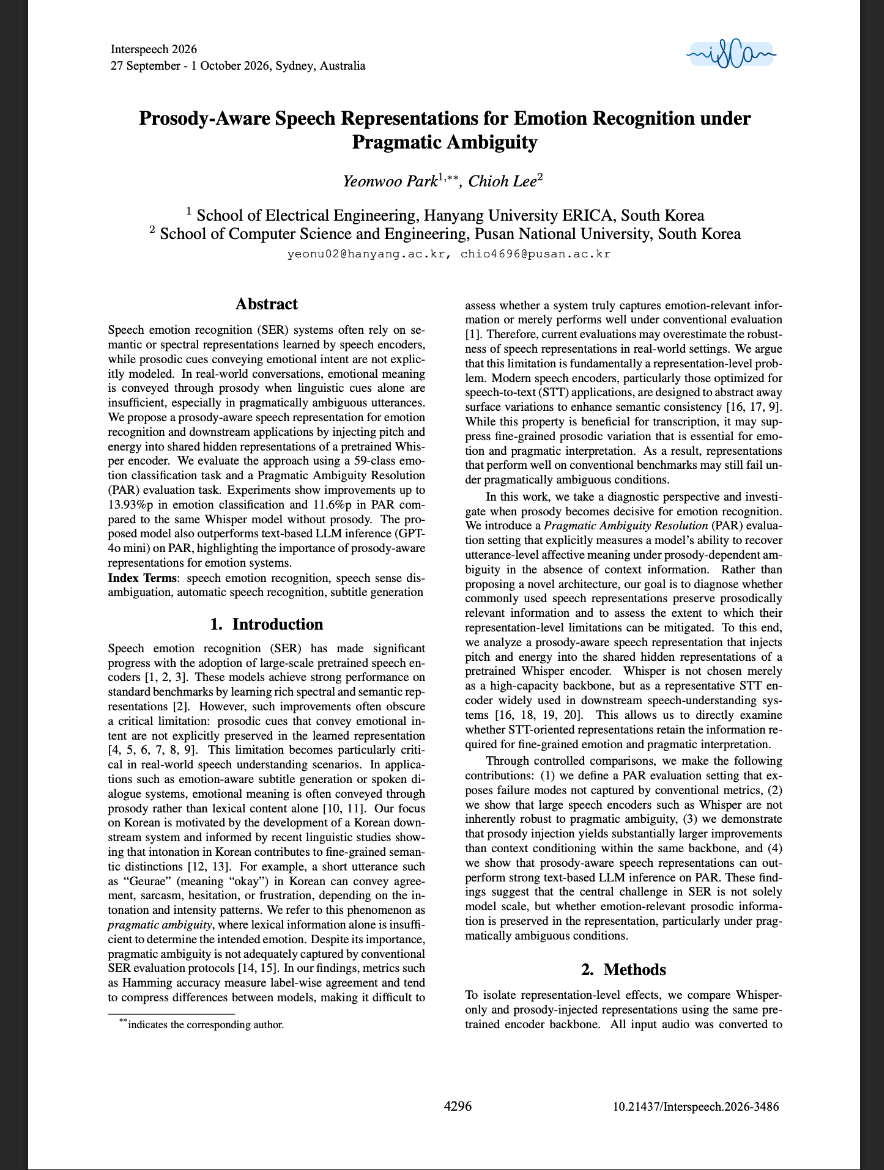 Interspeech 2026
27 September - 1 October 2026, Sydney, Australia
isCa
Prosody-Aware Speech Representations for Emotion Recognition under
Pragmatic Ambiguity
Yeonwoo Park1,**, Chioh Lee2
1 School of Electrical Engineering, Hanyang University ERICA, South Korea
2 School of Computer Science and Engineering, Pusan National University, South Korea
yeonu02@hanyang.ac.kr, chio4696@pusan.ac.kr
Abstract
Speech emotion recognition (SER) systems often rely on se-
mantic or spectral representations learned by speech encoders,
while prosodic cues conveying emotional intent are not explic-
itly modeled. In real-world conversations, emotional meaning
is conveyed through prosody when linguistic cues alone are
insufficient, especially in pragmatically ambiguous utterances.
We propose a prosody-aware speech representation for emotion
recognition and downstream applications by injecting pitch and
energy into shared hidden representations of a pretrained Whis-
per encoder. We evaluate the approach using a 59-class emo-
tion classification task and a Pragmatic Ambiguity Resolution
(PAR) evaluation task. Experiments show improvements up to
13.93%p in emotion classification and 11.6%p in PAR com-
pared to the same Whisper model without prosody. The pro-
posed model also outperforms text-based LLM inference (GPT-
4o mini) on PAR, highlighting the importance of prosody-aware
representations for emotion systems.
Index Terms: speech emotion recognition, speech sense dis-
ambiguation, automatic speech recognition, subtitle generation
1. Introduction
Speech emotion recognition (SER) has made significant
progress with the adoption of large-scale pretrained speech en-
coders [1, 2, 3]. These models achieve strong performance on
standard benchmarks by learning rich spectral and semantic rep-
resentations [2]. However, such improvements often obscure
a critical limitation: prosodic cues that convey emotional in-
tent are not explicitly preserved in the learned representation
[4, 5, 6, 7, 8, 9]. This limitation becomes particularly criti-
cal in real-world speech understanding scenarios. In applica-
tions such as emotion-aware subtitle generation or spoken di-
alogue systems, emotional meaning is often conveyed through
prosody rather than lexical content alone [10, 11]. Our focus
on Korean is motivated by the development of a Korean down-
stream system and informed by recent linguistic studies show-
ing that intonation in Korean contributes to fine-grained seman-
tic distinctions [12, 13]. For example, a short utterance such
as “Geurae” (meaning “okay”) in Korean can convey agree-
ment, sarcasm, hesitation, or frustration, depending on the in-
tonation and intensity patterns. We refer to this phenomenon as
pragmatic ambiguity, where lexical information alone is insuffi-
cient to determine the intended emotion. Despite its importance,
pragmatic ambiguity is not adequately captured by conventional
SER evaluation protocols [14, 15]. In our findings, metrics such
as Hamming accuracy measure label-wise agreement and tend
to compress differences between models, making it difficult to
**indicates the corresponding author.
assess whether a system truly captures emotion-relevant infor-
mation or merely performs well under conventional evaluation
[1]. Therefore, current evaluations may overestimate the robust-
ness of speech representations in real-world settings. We argue
that this limitation is fundamentally a representation-level prob-
lem. Modern speech encoders, particularly those optimized for
speech-to-text (STT) applications, are designed to abstract away
surface variations to enhance semantic consistency [16, 17, 9].
While this property is beneficial for transcription, it may sup-
press fine-grained prosodic variation that is essential for emo-
tion and pragmatic interpretation. As a result, representations
that perform well on conventional benchmarks may still fail un-
der pragmatically ambiguous conditions.
In this work, we take a diagnostic perspective and investi-
gate when prosody becomes decisive for emotion recognition.
We introduce a Pragmatic Ambiguity Resolution (PAR) evalua-
tion setting that explicitly measures a model’s ability to recover
utterance-level affective meaning under prosody-dependent am-
biguity in the absence of context information. Rather than
proposing a novel architecture, our goal is to diagnose whether
commonly used speech representations preserve prosodically
relevant information and to assess the extent to which their
representation-level limitations can be mitigated. To this end,
we analyze a prosody-aware speech representation that injects
pitch and energy into the shared hidden representations of a
pretrained Whisper encoder. Whisper is not chosen merely
as a high-capacity backbone, but as a representative STT en-
coder widely used in downstream speech-understanding sys-
tems [16, 18, 19, 20]. This allows us to directly examine
whether STT-oriented representations retain the information re-
quired for fine-grained emotion and pragmatic interpretation.
Through controlled comparisons, we make the following
contributions: (1) we define a PAR evaluation setting that ex-
poses failure modes not captured by conventional metrics, (2)
we show that large speech encoders such as Whisper are not
inherently robust to pragmatic ambiguity, (3) we demonstrate
that prosody injection yields substantially larger improvements
than context conditioning within the same backbone, and (4)
we show that prosody-aware speech representations can out-
perform strong text-based LLM inference on PAR. These find-
ings suggest that the central challenge in SER is not solely
model scale, but whether emotion-relevant prosodic informa-
tion is preserved in the representation, particularly under prag-
matically ambiguous conditions.
2. Methods
To isolate representation-level effects, we compare Whisper-
only and prosody-injected representations using the same pre-
trained encoder backbone. All input audio was converted to
4296
10.21437/Interspeech.2026-3486